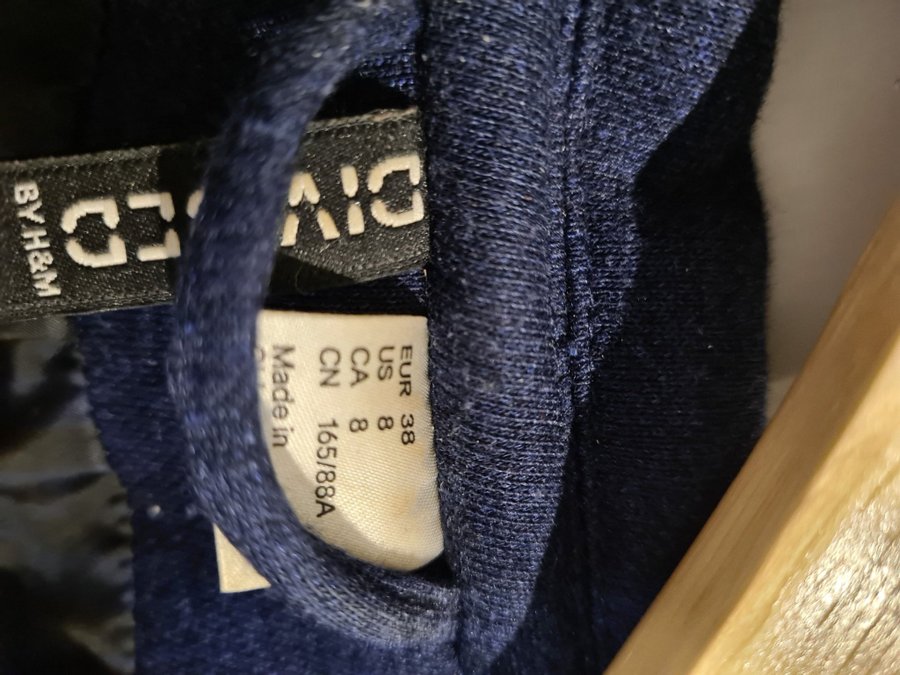 DIVIDED
BY H&M
EUR 38
US 8
CA 8
CN 165/88A
Made in